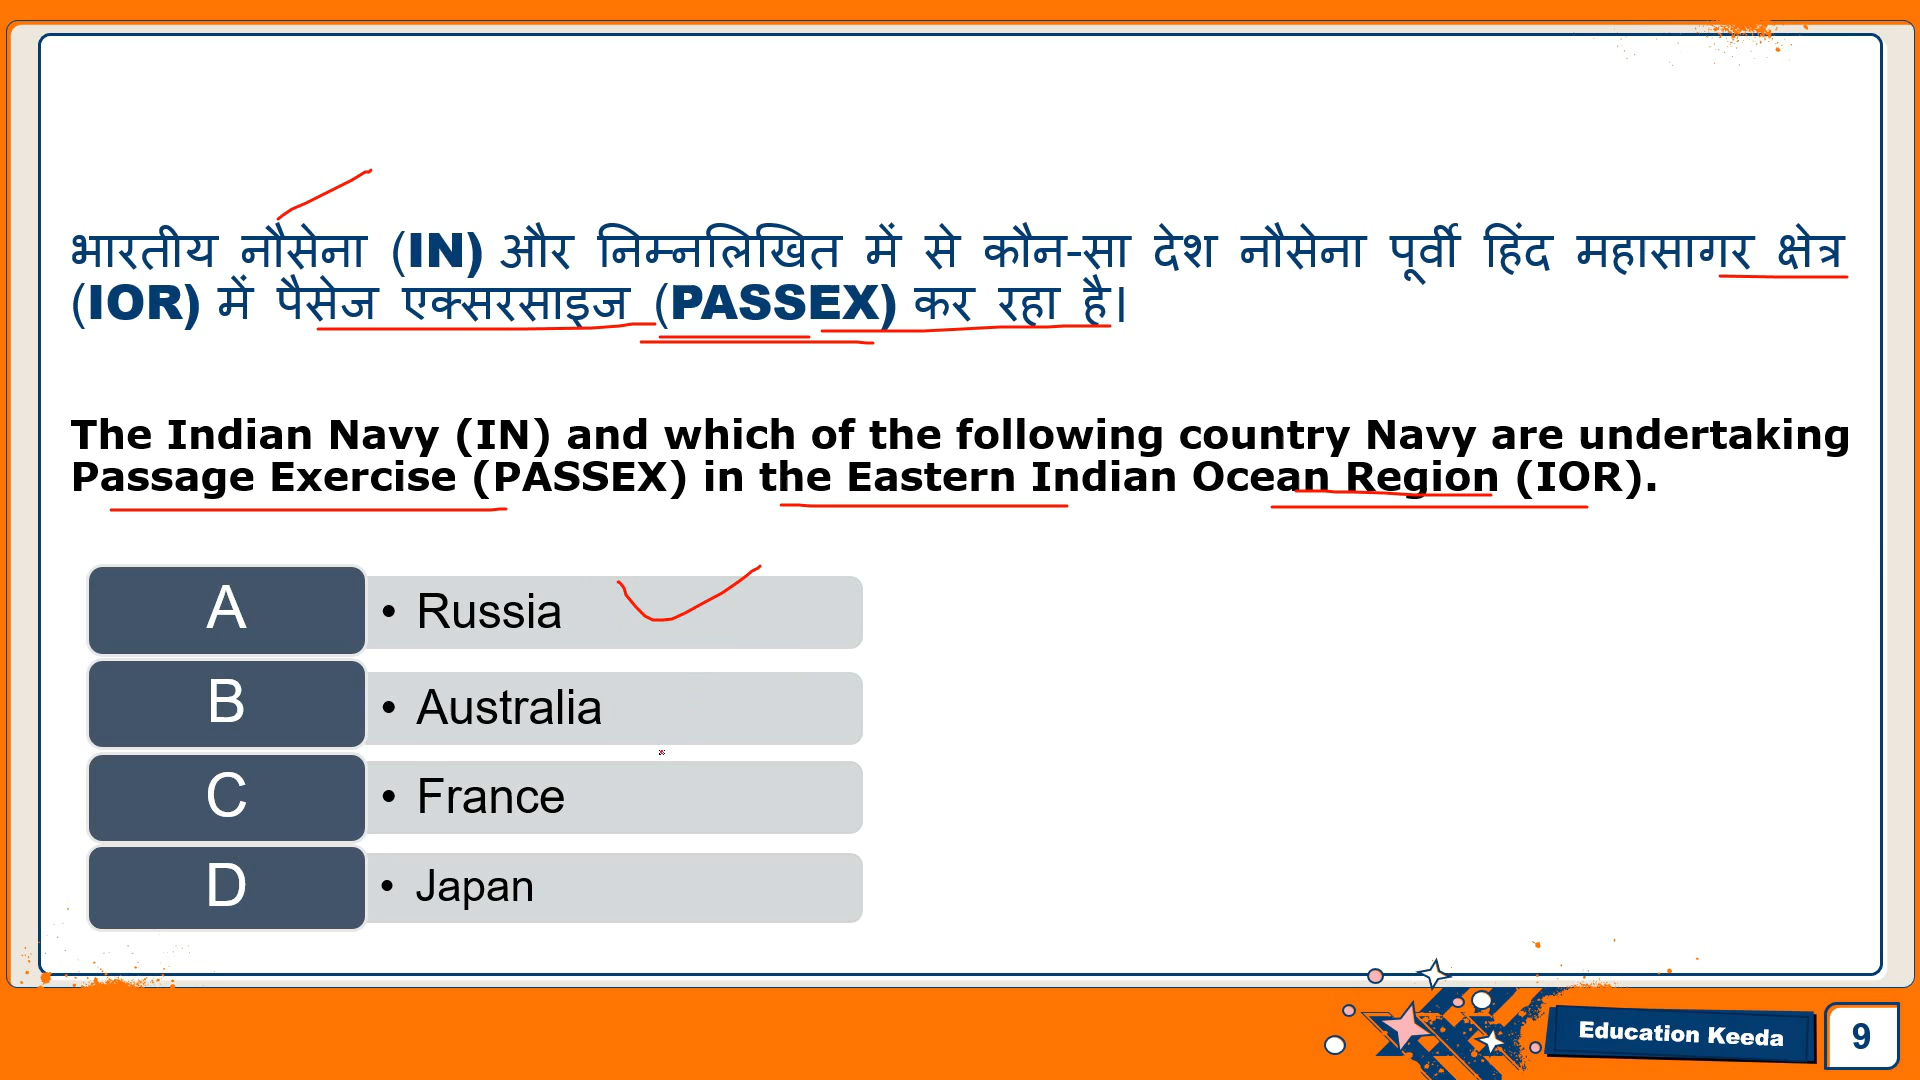 भारतीय नौसेना (IN) और निम्नलिखित में से कौन-सा देश नौसेना पूर्वी हिंद महासागर क्षेत्र
(IOR) में पैसेज एक्सरसाइज (PASSEX) कर रहा है।
The Indian Navy (IN) and which of the following country Navy are undertaking
Passage Exercise (PASSEX) in the Eastern Indian Ocean Region (IOR).
A • Russia
B • Australia
C • France
D • Japan
Education Keeda 9